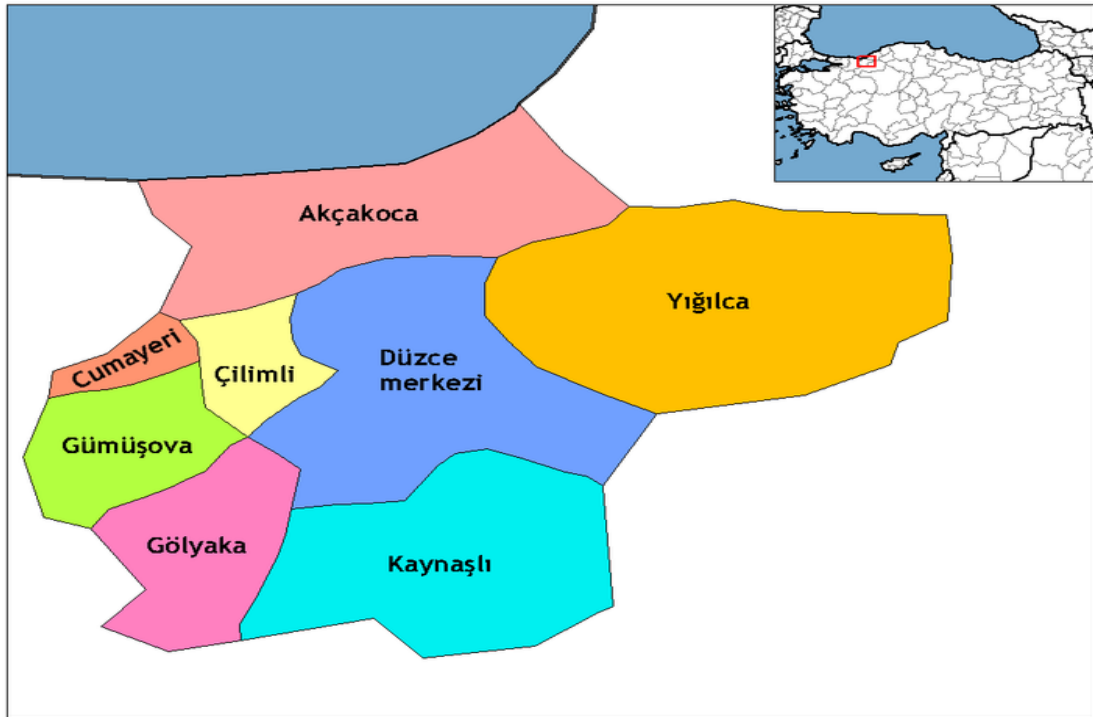 Akçakoca
Yığılca
Düzce
merkezi
Cumayeri
Çilimli
Gümüşova
Gölyaka
Kaynaşlı